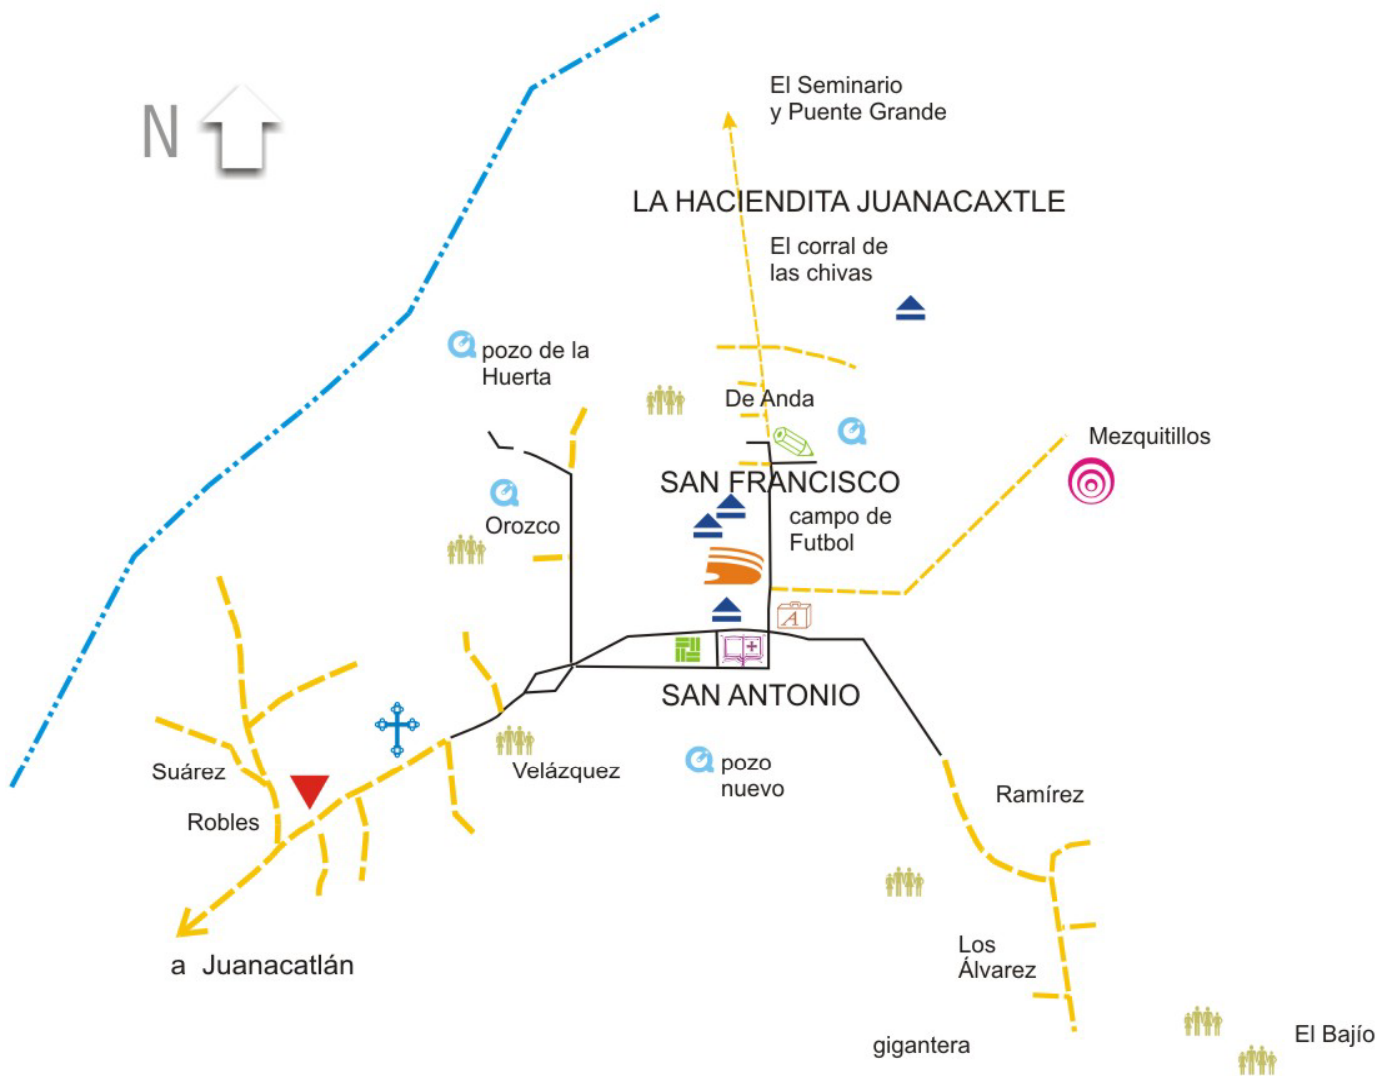 El Seminario
y Puente Grande
N
LA HACIENDITA JUANACAXTLE
El corral de
las chivas
pozo de la
Huerta
De Anda
Mezquitillos
SAN FRANCISCO
campo de
Futbol
Orozco
A
SAN ANTONIO
Suárez
Velázquez
pozo
nuevo
Ramírez
Robles
Los
Álvarez
a Juanacatlán
gigantera
El Bajío